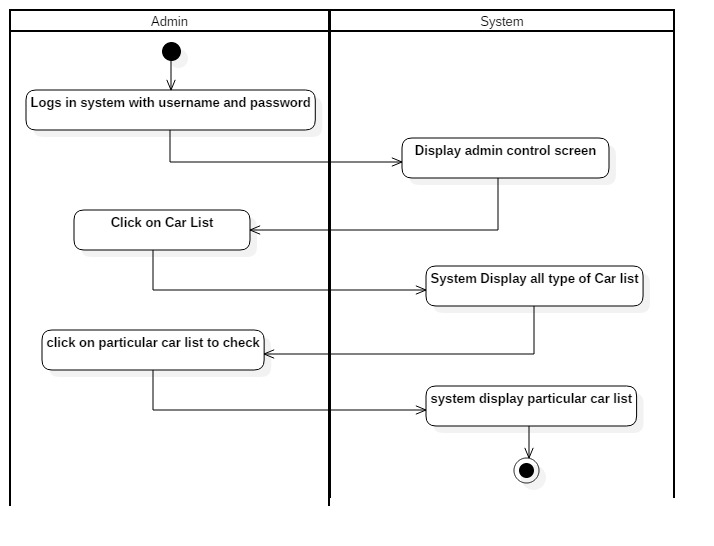 Admin
System
Logs in system with username and password
Display admin control screen
Click on Car List
System Display all type of Car list
click on particular car list to check
system display particular car list